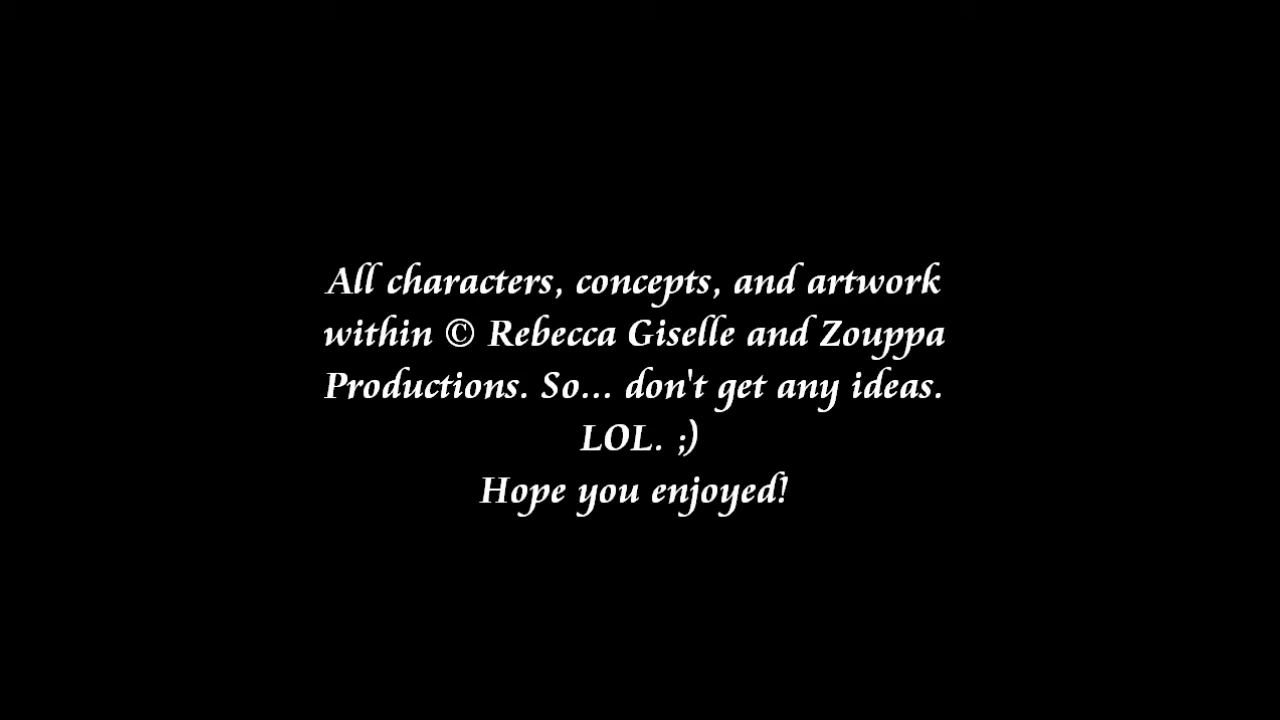 All characters, concepts, and artwork
within © Rebecca Giselle and Zouppa
Productions. So... don't get any ideas.
LOL. ;)
Hope you enjoyed!